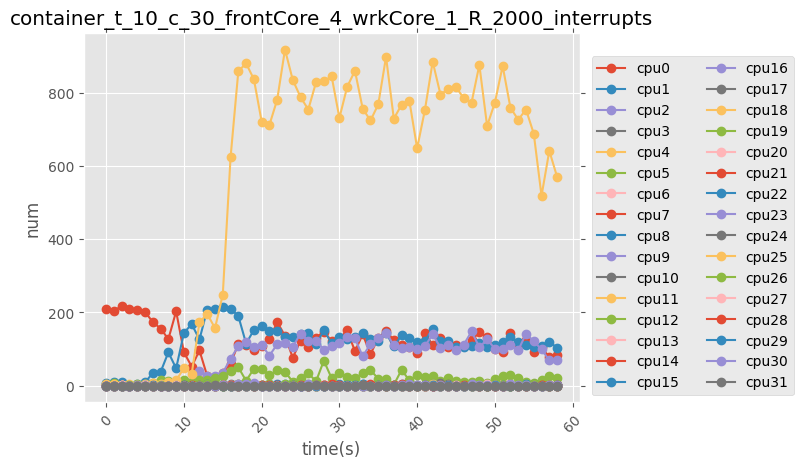 container_t_10_c_30_frontCore_4_wrkCore_1_R_2000_interrupts
num
800
600
400
200
0
0
10
20
30
40
50
60
time(s)
cpu0
cpu1
cpu2
cpu3
cpu4
cpu5
cpu6
cpu7
cpu8
cpu9
cpu10
cpu11
cpu12
cpu13
cpu14
cpu15
cpu16
cpu17
cpu18
cpu19
cpu20
cpu21
cpu22
cpu23
cpu24
cpu25
cpu26
cpu27
cpu28
cpu29
cpu30
cpu31